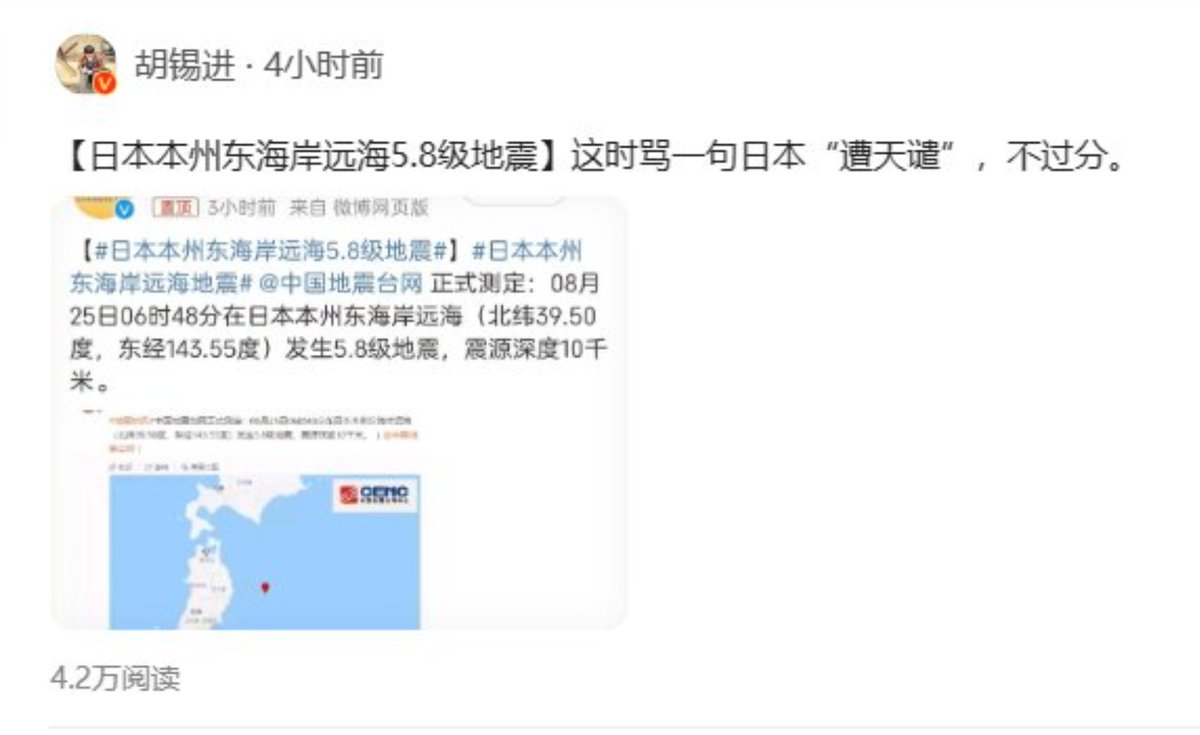 胡锡进 · 4小时前
【日本本州东海岸远海5.8级地震】这时骂一句日本“遭天谴”，不过分。
置顶 3小时前 来自 微博网页版
【#日本本州东海岸远海5.8级地震#】#日本本州
东海岸远海地震# @中国地震台网 正式测定：08月
25日06时48分在日本本州东海岸远海（北纬39.50
度，东经143.55度）发生5.8级地震，震源深度10千
米。
CENC
4.2万阅读